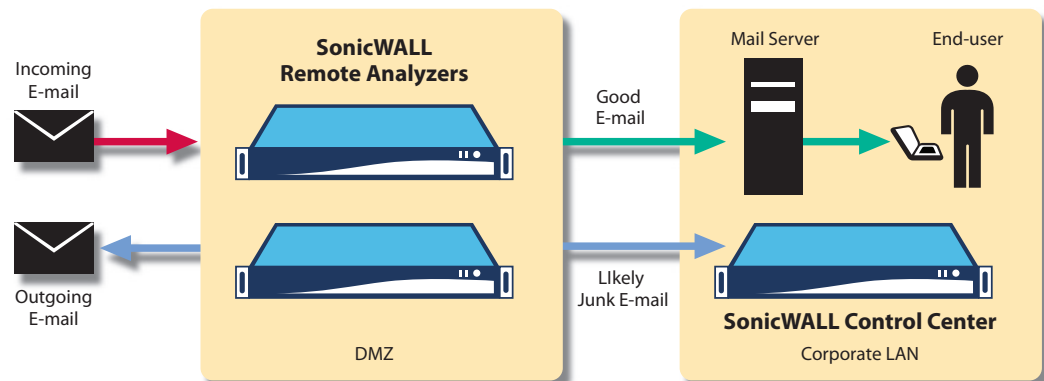 Incoming
E-mail
Outgoing
E-mail
SonicWALL
Remote Analyzers
DMZ
Good
E-mail
LIkely
Junk E-mail
Mail Server
End-user
SonicWALL Control Center
Corporate LAN